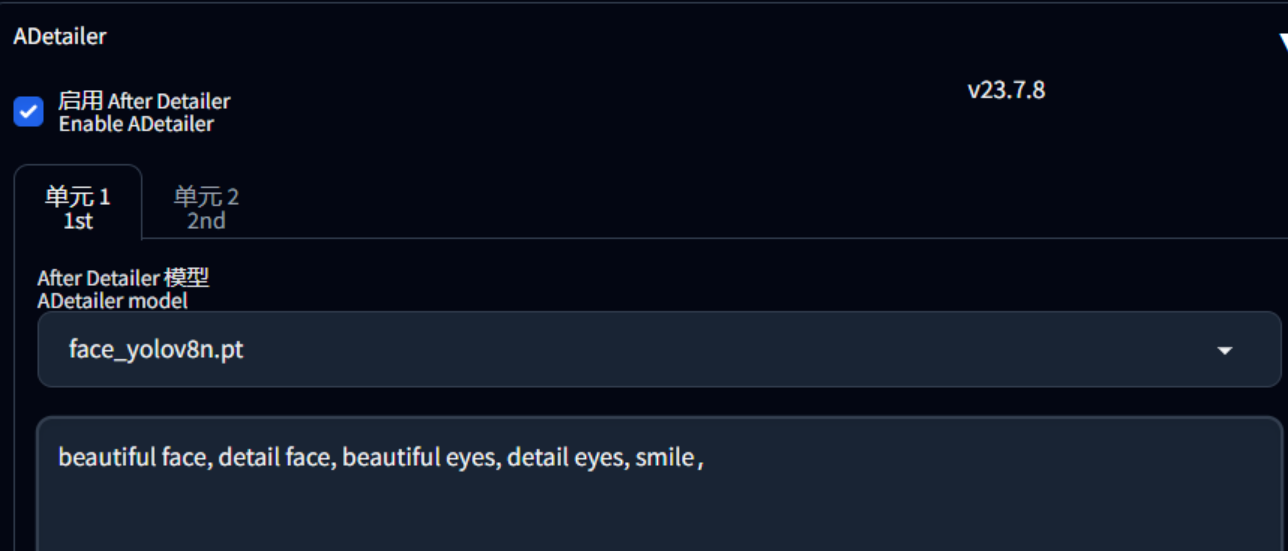 ADetailer
启用 After Detailer
Enable ADetailer
v23.7.8
单元 1
1st
单元 2
2nd
After Detailer 模型
ADetailer model
face_yolov8n.pt
beautiful face, detail face, beautiful eyes, detail eyes, smile,